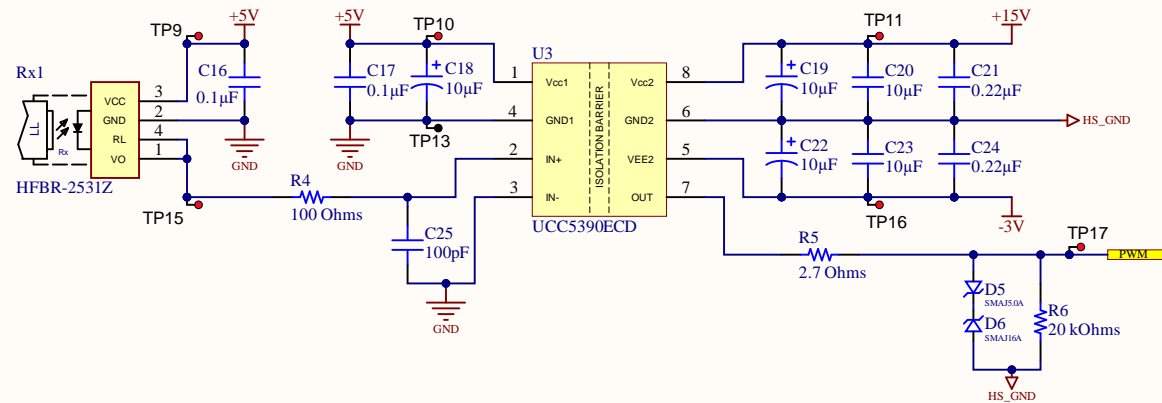 TP9
+5V
+5V
TP10
TP11
+15V
Rx1
C16
0.1µF
C17
0.1µF
C18
10µF
U3
C19
10µF
C20
10µF
C21
0.22µF
VCC
GND
RL
VO
3
2
4
1
LL
Rx
HFBR-2531Z
GND
GND
TP13
1
4
2
3
Vcc1
GND1
IN+
IN-
ISOLATION BARRIER
Vcc2
GND2
VEE2
OUT
8
6
5
7
UCC5390ECD
HS_GND
C22
10µF
C23
10µF
C24
0.22µF
TP15
R4
100 Ohms
C25
100pF
GND
TP16
-3V
R5
2.7 Ohms
TP17
PWM
D5
SMAJ5.0A
D6
SMAJ16A
R6
20 kOhms
HS_GND